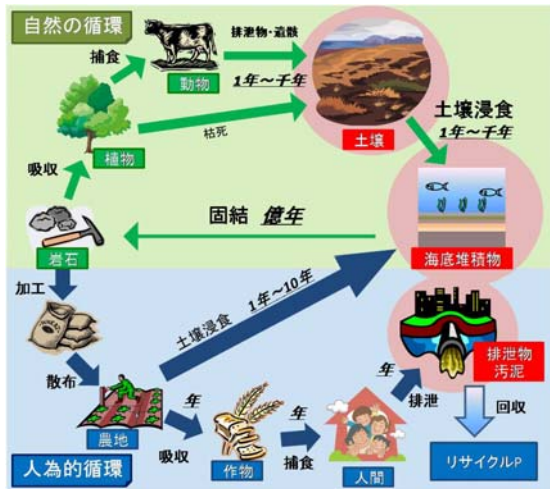 自然の循環
捕食
動物
排泄物・遺骸
1年～千年
土壌
枯死
植物
吸収
土壌浸食
1年～千年
固結 億年
岩石
海底堆積物
加工
土壌浸食 1年～10年
散布
農地
年
吸収
作物
年
捕食
人間
年
排泄
排泄物
汚泥
回収
リサイクルP
人為的循環